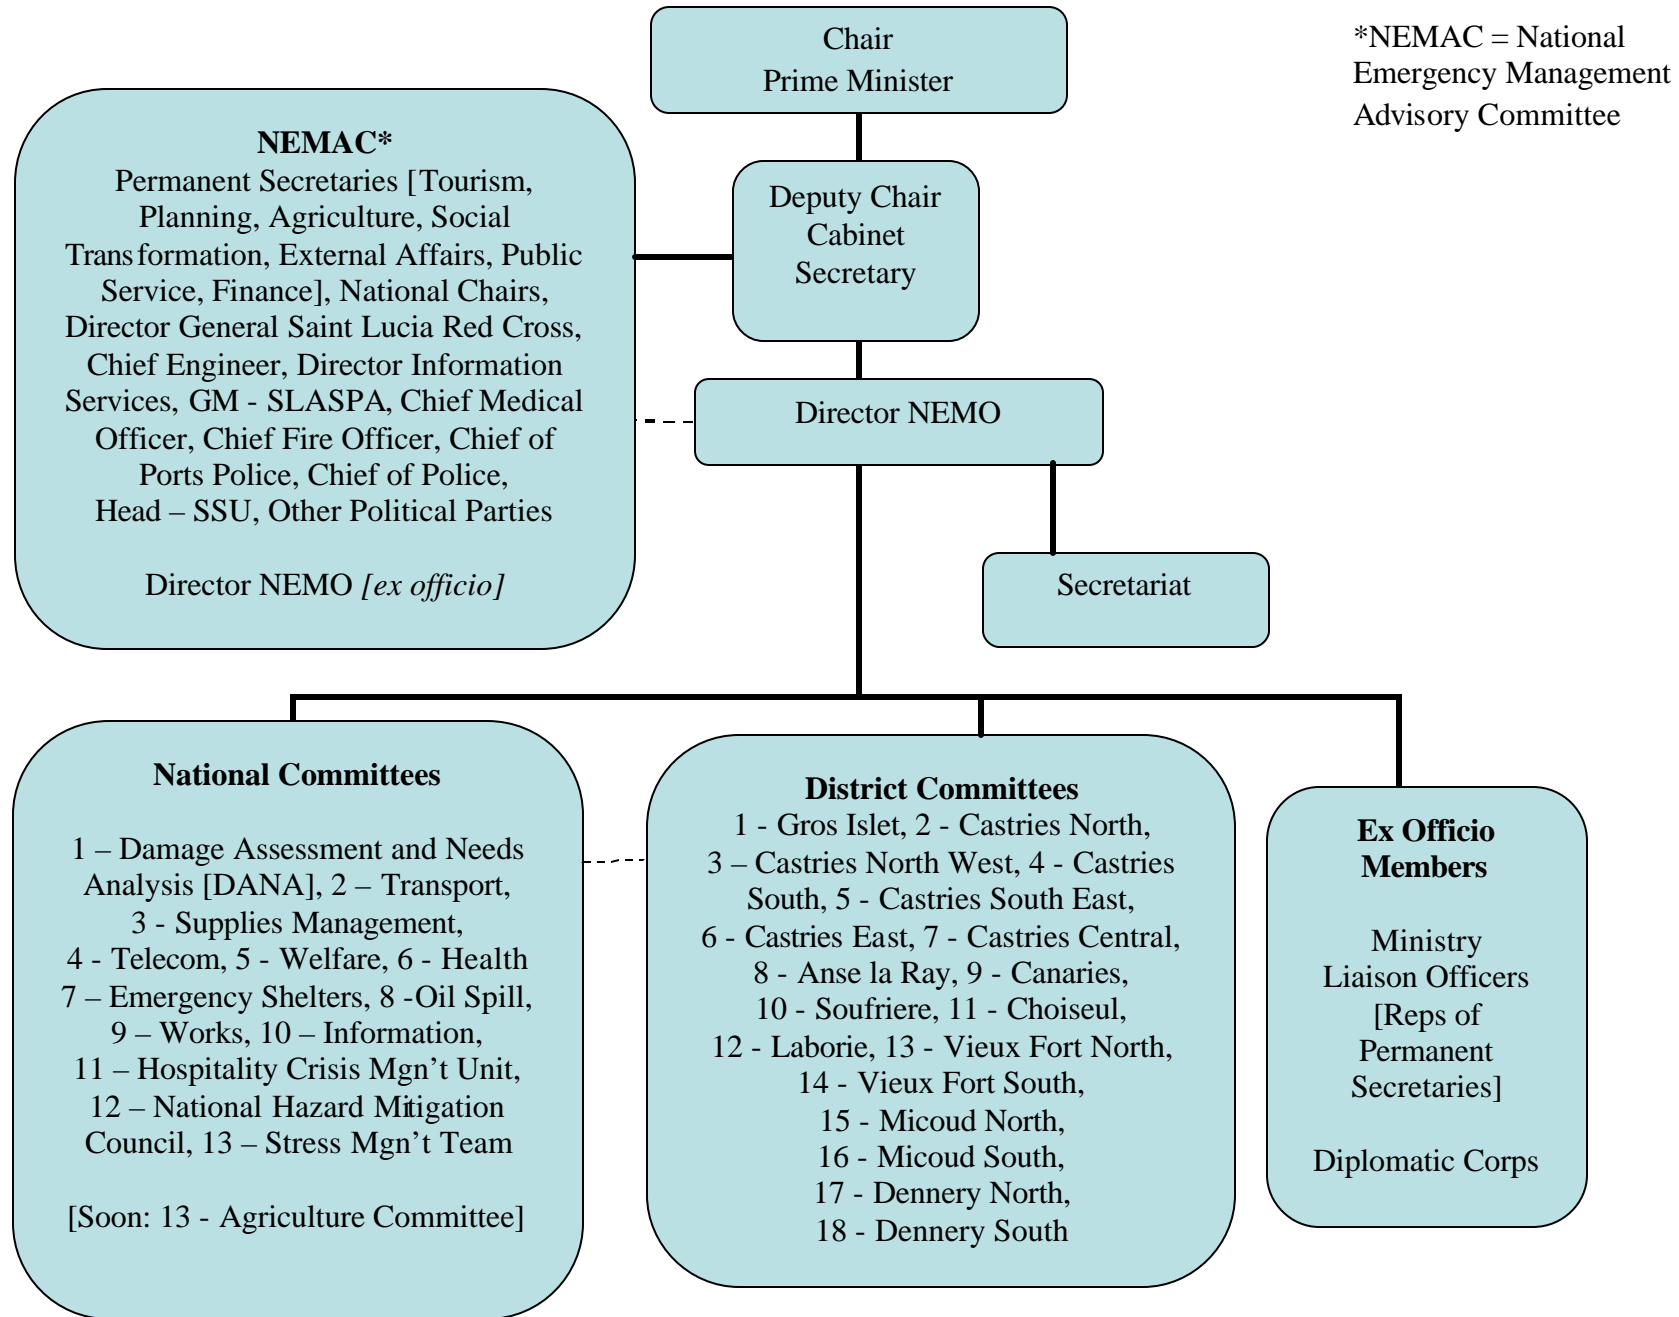 Chair
Prime Minister
*NEMAC = National
Emergency Management
Advisory Committee
NEMAC*
Permanent Secretaries [Tourism,
Planning, Agriculture, Social
Transformation, External Affairs, Public
Service, Finance], National Chairs,
Director General Saint Lucia Red Cross,
Chief Engineer, Director Information
Services, GM - SLASPA, Chief Medical
Officer, Chief Fire Officer, Chief of
Ports Police, Chief of Police,
Head – SSU, Other Political Parties
Director NEMO [ex officio]
Deputy Chair
Cabinet
Secretary
Director NEMO
Secretariat
National Committees
1 – Damage Assessment and Needs
Analysis [DANA], 2 – Transport,
3 - Supplies Management,
4 - Telecom, 5 - Welfare, 6 - Health
7 – Emergency Shelters, 8 -Oil Spill,
9 – Works, 10 – Information,
11 – Hospitality Crisis Mgn’t Unit,
12 – National Hazard Mitigation
Council, 13 – Stress Mgn’t Team
[Soon: 13 - Agriculture Committee]
District Committees
1 - Gros Islet, 2 - Castries North,
3 – Castries North West, 4 - Castries
South, 5 - Castries South East,
6 - Castries East, 7 - Castries Central,
8 - Anse la Ray, 9 - Canaries,
10 - Soufriere, 11 - Choiseul,
12 - Laborie, 13 - Vieux Fort North,
14 - Vieux Fort South,
15 - Micoud North,
16 - Micoud South,
17 - Dennery North,
18 - Dennery South
Ex Officio
Members
Ministry
Liaison Officers
[Reps of
Permanent
Secretaries]
Diplomatic Corps